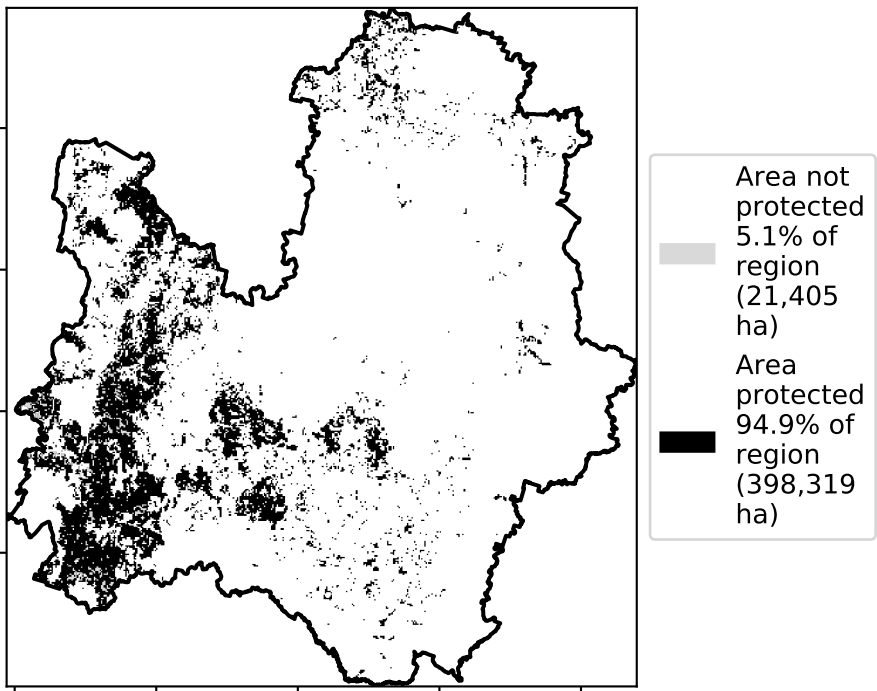 Area not
protected
5.1% of
region
(21,405
ha)
Area
protected
94.9% of
region
(398,319
ha)